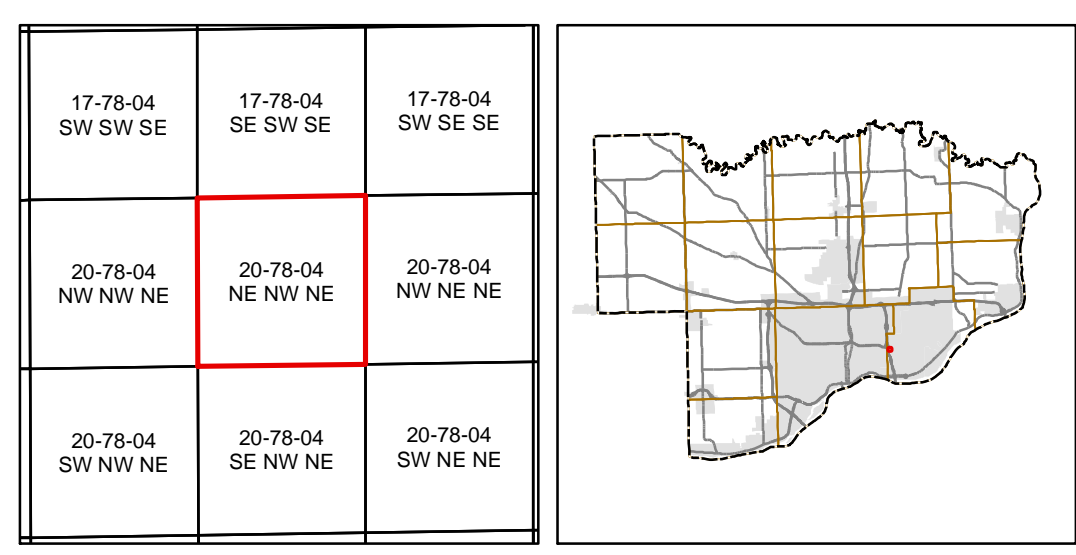 17-78-04
SW SW SE
17-78-04
SE SW SE
17-78-04
SW SE SE
20-78-04
NW NW NE
20-78-04
NE NW NE
20-78-04
NW NE NE
20-78-04
SW NW NE
20-78-04
SE NW NE
20-78-04
SW NE NE